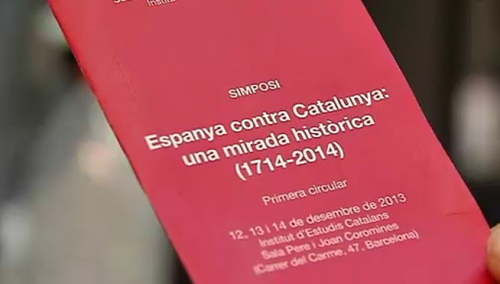 SIMPOSI
Espanya contra Catalunya:
una mirada històrica
(1714-2014)
Primera circular
12, 13 i 14 de desembre de 2013
Institut d'Estudis Catalans
Sala Pere i Joan Coromines
(Carrer del Carme, 47, Barcelona)